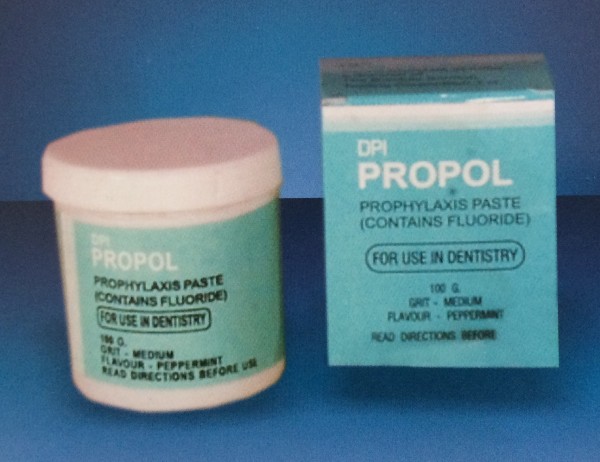 DPI
PROPOL
PROPHYLAXIS PASTE
(CONTAINS FLUORIDE)
FOR USE IN DENTISTRY
100 G.
GRIT - MEDIUM
FLAVOUR - PEPPERMINT
READ DIRECTIONS BEFORE USE
DPI
PROPOL
PROPHYLAXIS PASTE
(CONTAINS FLUORIDE)
FOR USE IN DENTISTRY
100 G.
GRIT - MEDIUM
FLAVOUR - PEPPERMINT
READ DIRECTIONS BEFORE